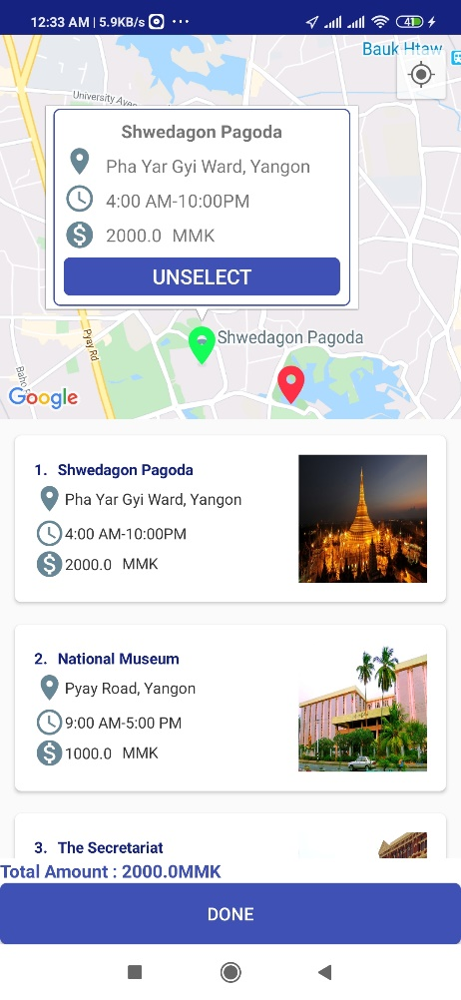 12:33 AM | 5.9KB/s
41
Bauk Htaw
University Ave
Shwedagon Pagoda
Pha Yar Gyi Ward, Yangon
4:00 AM-10:00PM
2000.0 MMK
UNSELECT
Shwedagon Pagoda
Pyay Rd
Baho
Google
1. Shwedagon Pagoda
Pha Yar Gyi Ward, Yangon
4:00 AM-10:00PM
2000.0 MMK
2. National Museum
Pyay Road, Yangon
9:00 AM-5:00 PM
1000.0 MMK
3. The Secretariat
Total Amount : 2000.0MMK
DONE